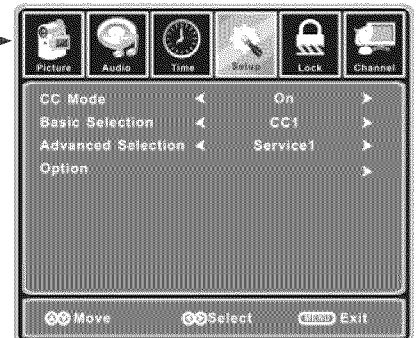 Picture Audio Time Setup Lock Channel
CC Mode On
Basic Selection CC1
Advanced Selection Service1
Option
Move Select MENU Exit